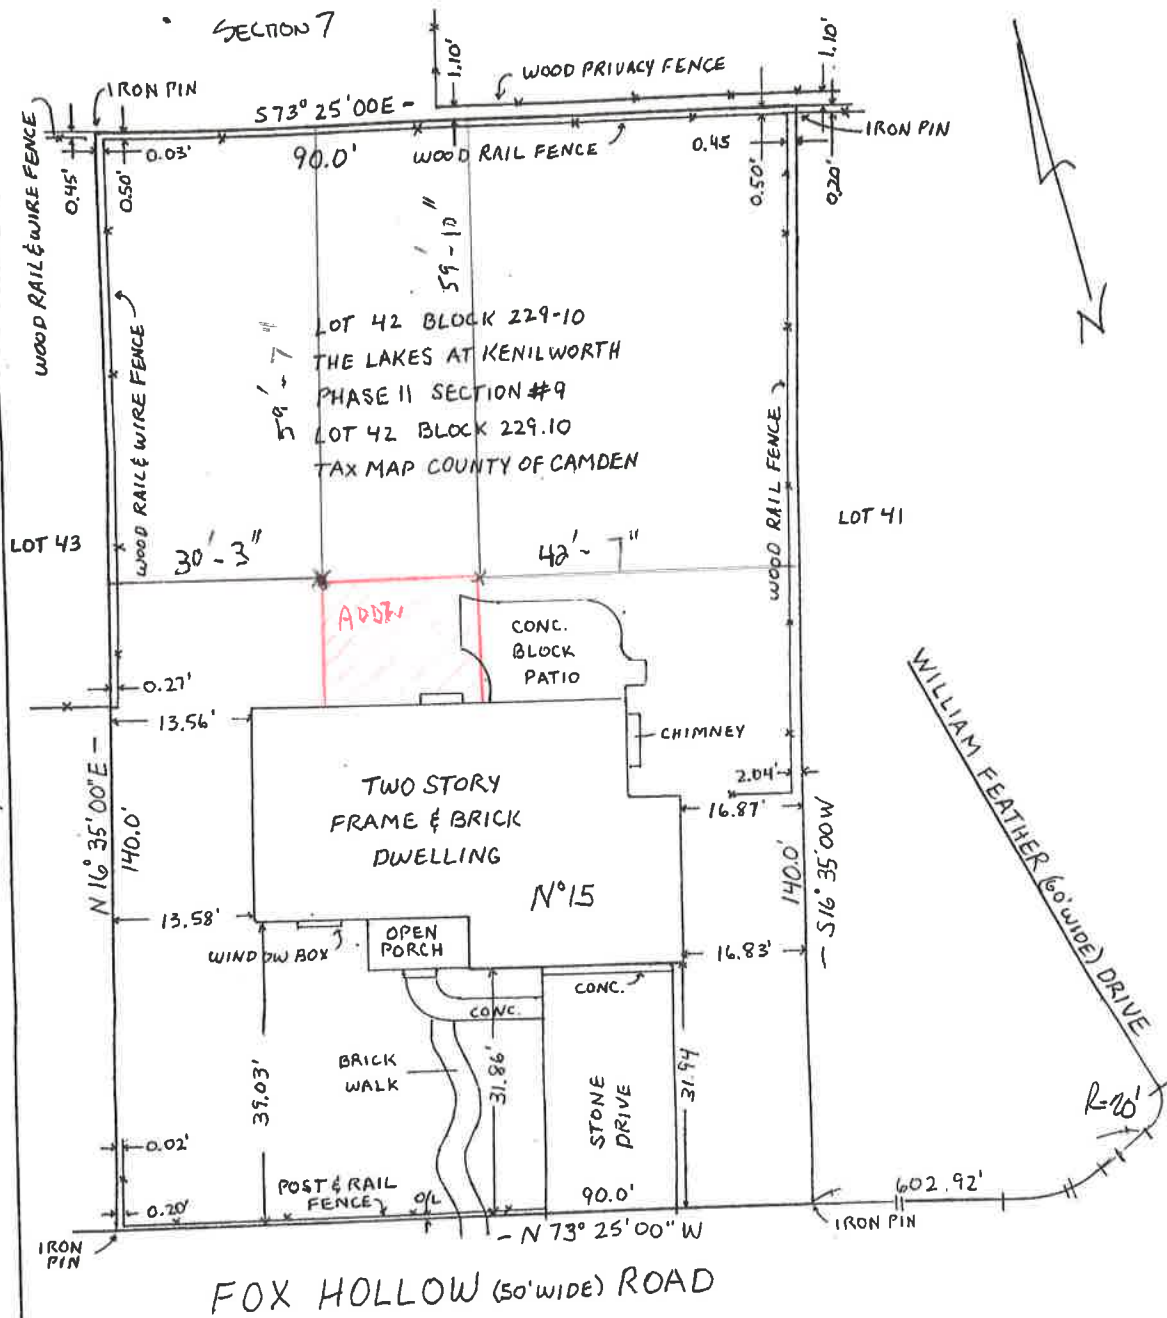 SECTION 7
IRON PIN
S73° 25'00E -
1.10'
WOOD PRIVACY FENCE
1.10'
WOOD RAIL & WIRE FENCE
0.45'
0.03'
0.50'
90.0'
WOOD RAIL FENCE
0.45
0.50'
0.20'
IRON PIN
N
59'-10"
59'-7"
LOT 42 BLOCK 229-10
THE LAKES AT KENILWORTH
PHASE II SECTION #9
LOT 42 BLOCK 229.10
TAX MAP COUNTY OF CAMDEN
WOOD RAIL & WIRE FENCE
WOOD RAIL FENCE
LOT 43
LOT 41
30'-3"
42'-7"
ADDN
CONC.
BLOCK
PATIO
0.27'
13.56'
CHIMNEY
2.04'
16.87'
TWO STORY
FRAME & BRICK
DWELLING
N°15
N 16° 35'00"E -
140.0'
140.0'
- S16° 35'00W
WILLIAM FEATHER (60'WIDE) DRIVE
13.58'
WINDOW BOX
OPEN
PORCH
16.83'
CONC.
CONC.
39.03'
BRICK
WALK
31.86'
STONE
DRIVE
31.94
R=20'
0.02'
0.20'
POST & RAIL
FENCE
O/L
90.0'
602.92'
IRON PIN
- N 73° 25'00"W
IRON
PIN
FOX HOLLOW (50'WIDE) ROAD